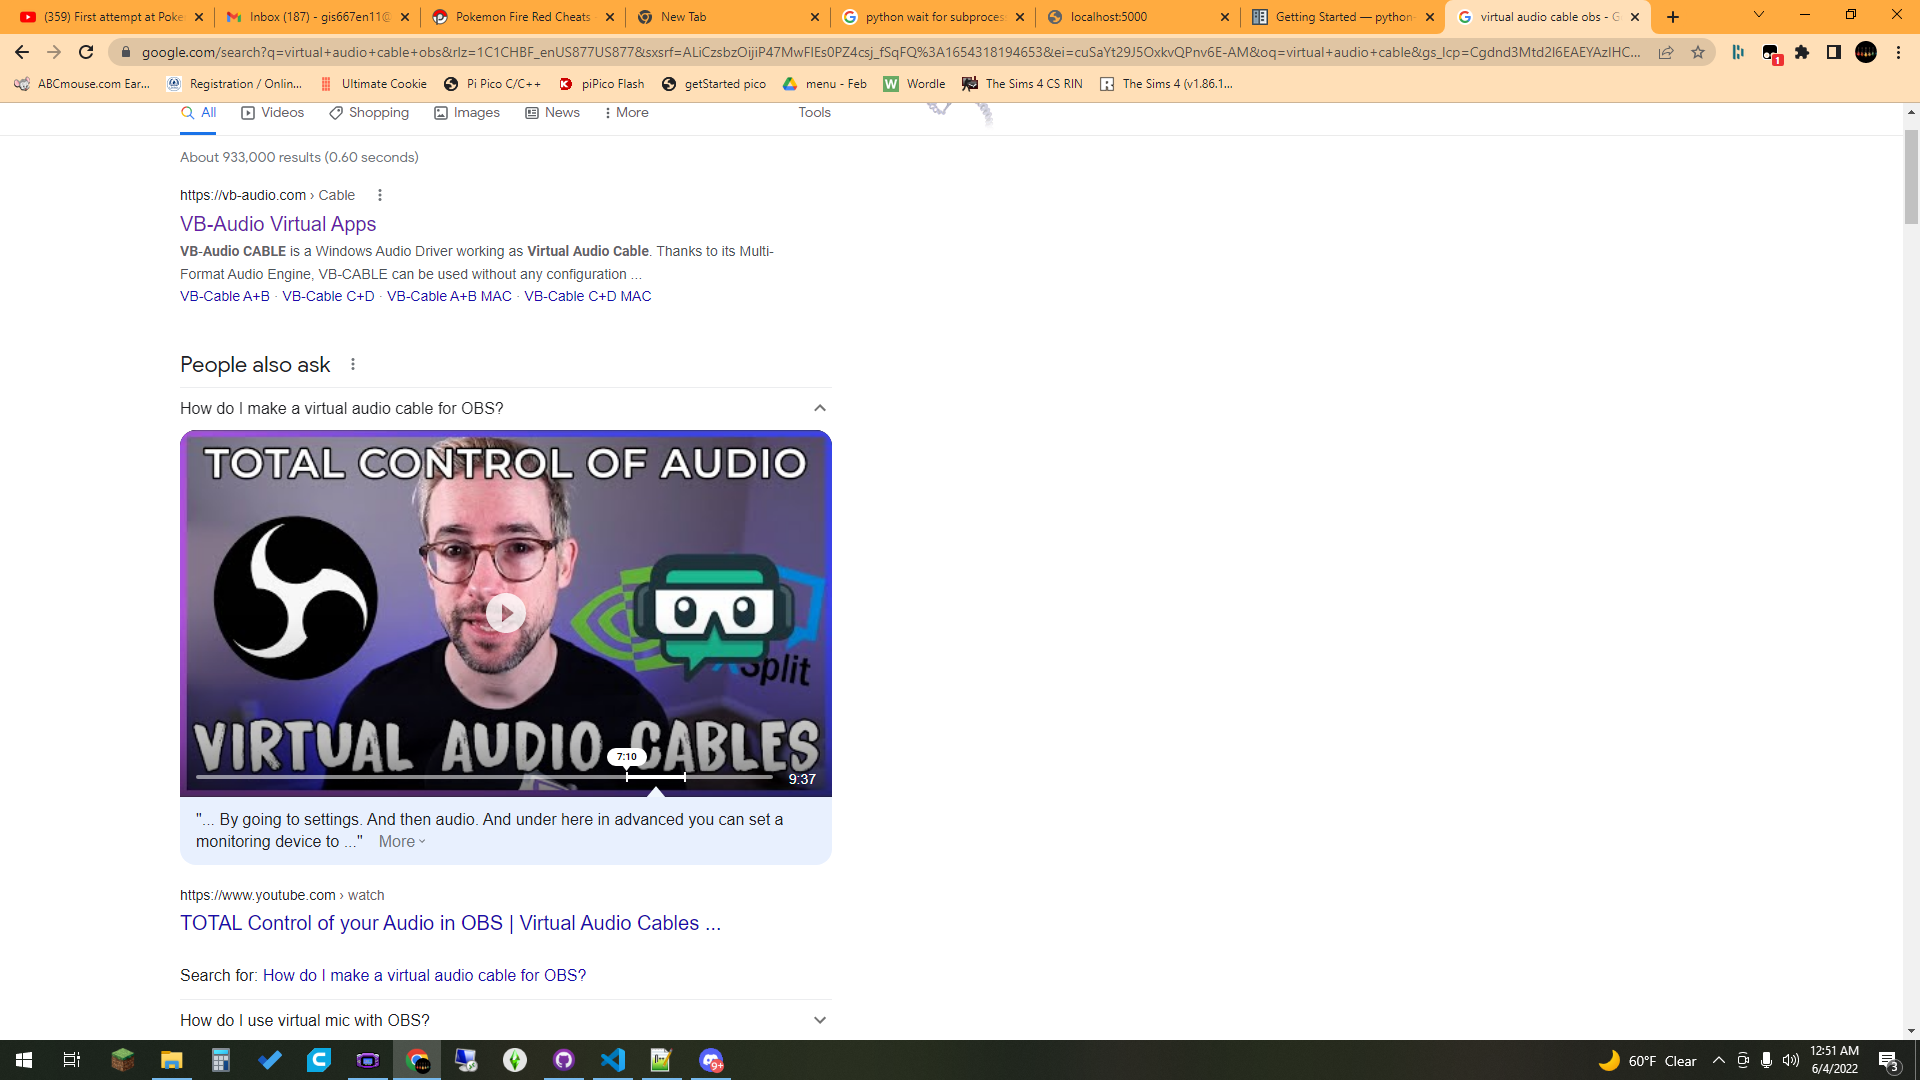 (359) First attempt at Poke
Inbox (187) - gis667en11@
Pokemon Fire Red Cheats
New Tab
python wait for subproces
localhost:5000
Getting Started — python-
virtual audio cable obs - G
google.com/search?q=virtual+audio+cable+obs&rlz=1C1CHBF_enUS877US877&sxsrf=ALiCzsbzOijiP47MwFlEs0PZ4csj_fSqFQ%3A1654318194653&ei=cuSaYt29J5OxkvQPnv6E-AM&oq=virtual+audio+cable&gs_lcp=Cgdnd3Mtd2l6EAEYAzIHC...
1
ABCmouse.com Ear...
Registration / Onlin...
Ultimate Cookie
Pi Pico C/C++
piPico Flash
getStarted pico
menu - Feb
W Wordle
The Sims 4 CS RIN
The Sims 4 (v1.86.1...
All
Videos
Shopping
Images
News
More
Tools
About 933,000 results (0.60 seconds)
https://vb-audio.com › Cable
VB-Audio Virtual Apps
VB-Audio CABLE is a Windows Audio Driver working as Virtual Audio Cable. Thanks to its Multi-
Format Audio Engine, VB-CABLE can be used without any configuration ...
VB-Cable A+B · VB-Cable C+D · VB-Cable A+B MAC · VB-Cable C+D MAC
People also ask
How do I make a virtual audio cable for OBS?
TOTAL CONTROL OF AUDIO
Split
VIRTUAL AUDIO CABLES
7:10
9:37
"... By going to settings. And then audio. And under here in advanced you can set a
monitoring device to ..." More
https://www.youtube.com › watch
TOTAL Control of your Audio in OBS | Virtual Audio Cables ...
Search for: How do I make a virtual audio cable for OBS?
How do I use virtual mic with OBS?
9+
60°F Clear
12:51 AM
6/4/2022
3